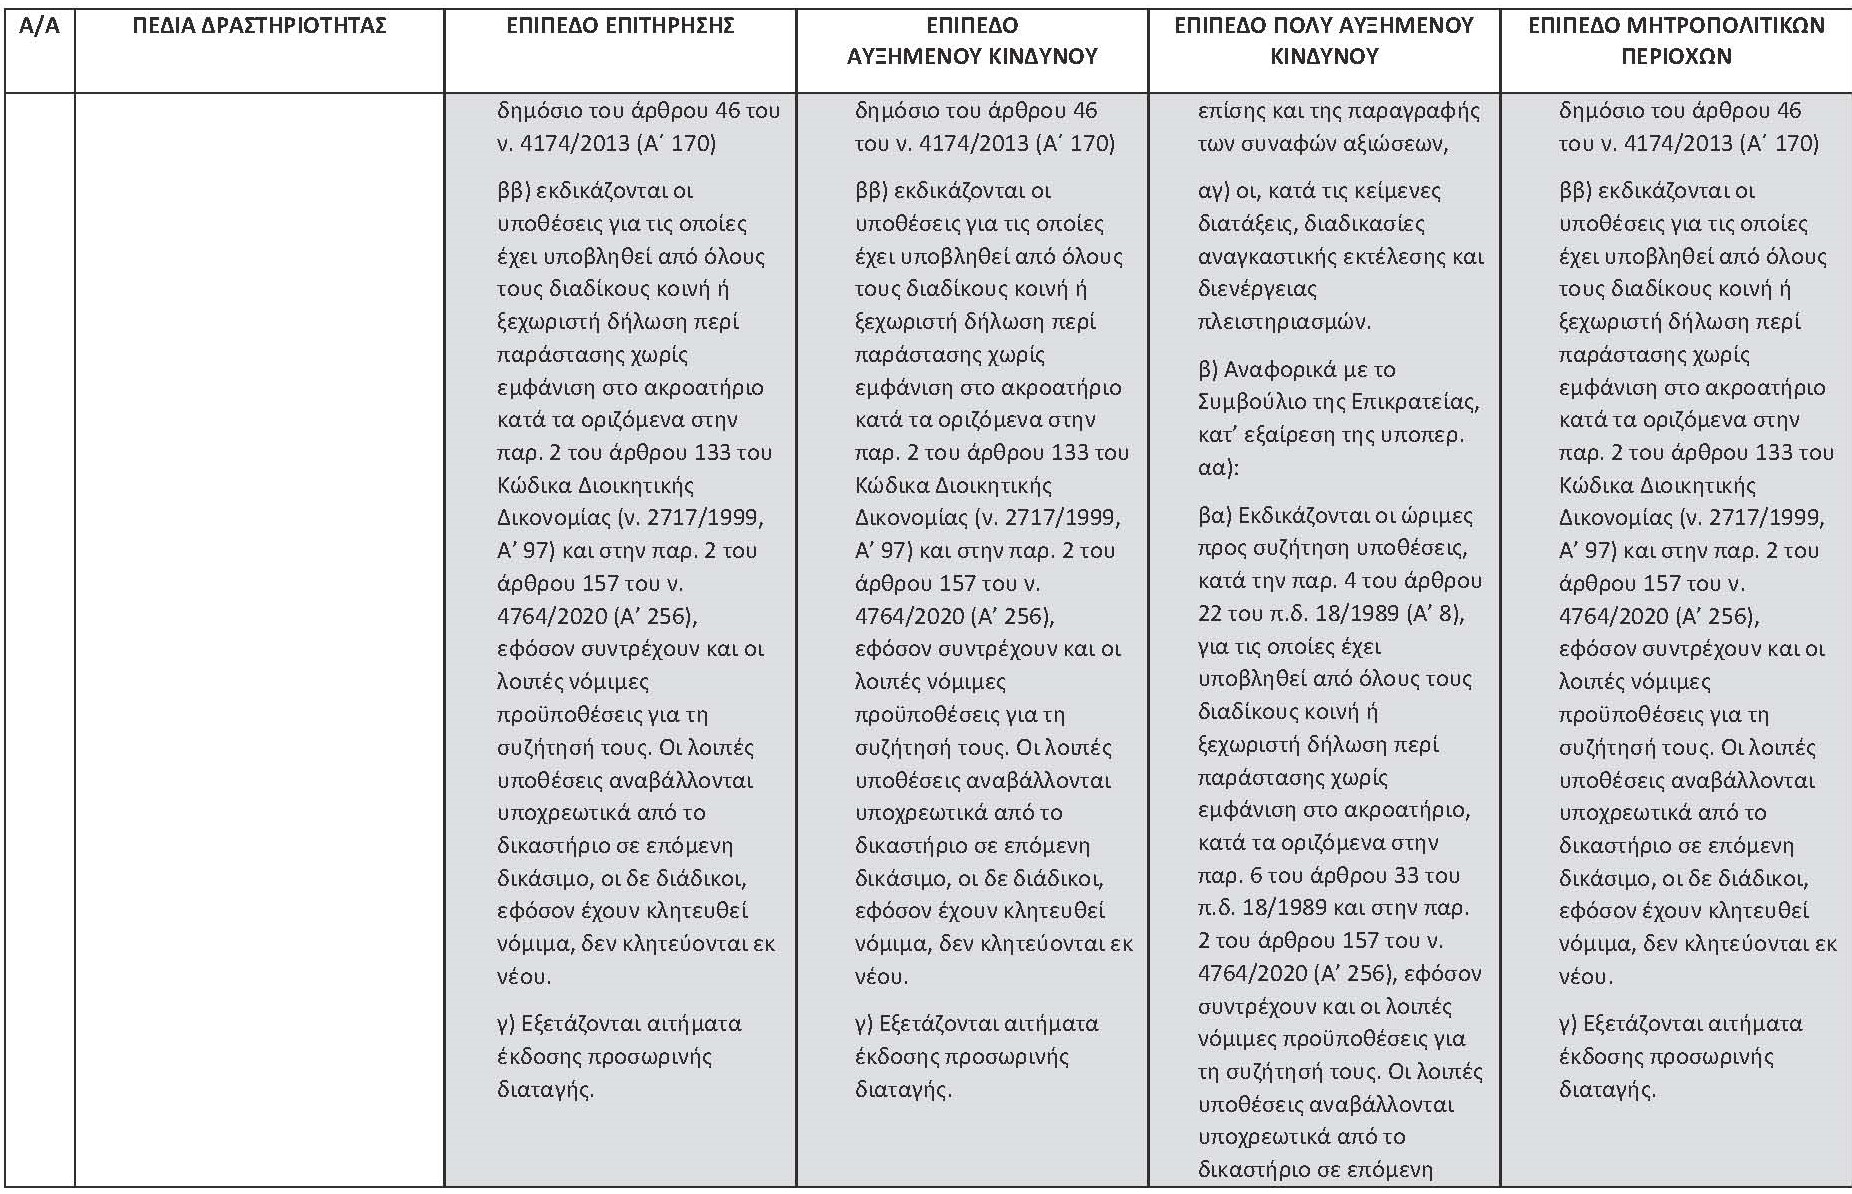 Α/Α
ΠΕΔΙΑ ΔΡΑΣΤΗΡΙΟΤΗΤΑΣ
ΕΠΙΠΕΔΟ ΕΠΙΤΗΡΗΣΗΣ
ΕΠΙΠΕΔΟ
ΑΥΞΗΜΕΝΟΥ ΚΙΝΔΥΝΟΥ
ΕΠΙΠΕΔΟ ΠΟΛΥ ΑΥΞΗΜΕΝΟΥ
ΚΙΝΔΥΝΟΥ
ΕΠΙΠΕΔΟ ΜΗΤΡΟΠΟΛΙΤΙΚΩΝ
ΠΕΡΙΟΧΩΝ
δημόσιο του άρθρου 46 του
ν. 4174/2013 (Α΄ 170)
ββ) εκδικάζονται οι
υποθέσεις για τις οποίες
έχει υποβληθεί από όλους
τους διαδίκους κοινή ή
ξεχωριστή δήλωση περί
παράστασης χωρίς
εμφάνιση στο ακροατήριο
κατά τα οριζόμενα στην
παρ. 2 του άρθρου 133 του
Κώδικα Διοικητικής
Δικονομίας (ν. 2717/1999,
Α’ 97) και στην παρ. 2 του
άρθρου 157 του ν.
4764/2020 (Α’ 256),
εφόσον συντρέχουν και οι
λοιπές νόμιμες
προϋποθέσεις για τη
συζήτησή τους. Οι λοιπές
υποθέσεις αναβάλλονται
υποχρεωτικά από το
δικαστήριο σε επόμενη
δικάσιμο, οι δε διάδικοι,
εφόσον έχουν κλητευθεί
νόμιμα, δεν κλητεύονται εκ
νέου.
γ) Εξετάζονται αιτήματα
έκδοσης προσωρινής
διαταγής.
δημόσιο του άρθρου 46
του ν. 4174/2013 (Α΄ 170)
ββ) εκδικάζονται οι
υποθέσεις για τις οποίες
έχει υποβληθεί από όλους
τους διαδίκους κοινή ή
ξεχωριστή δήλωση περί
παράστασης χωρίς
εμφάνιση στο ακροατήριο
κατά τα οριζόμενα στην
παρ. 2 του άρθρου 133 του
Κώδικα Διοικητικής
Δικονομίας (ν. 2717/1999,
Α’ 97) και στην παρ. 2 του
άρθρου 157 του ν.
4764/2020 (Α’ 256),
εφόσον συντρέχουν και οι
λοιπές νόμιμες
προϋποθέσεις για τη
συζήτησή τους. Οι λοιπές
υποθέσεις αναβάλλονται
υποχρεωτικά από το
δικαστήριο σε επόμενη
δικάσιμο, οι δε διάδικοι,
εφόσον έχουν κλητευθεί
νόμιμα, δεν κλητεύονται εκ
νέου.
γ) Εξετάζονται αιτήματα
έκδοσης προσωρινής
διαταγής.
επίσης και της παραγραφής
των συναφών αξιώσεων,
αγ) οι, κατά τις κείμενες
διατάξεις, διαδικασίες
αναγκαστικής εκτέλεσης και
διενέργειας
πλειστηριασμών.
β) Αναφορικά με το
Συμβούλιο της Επικρατείας,
κατ’ εξαίρεση της υποπερ.
αα):
βα) Εκδικάζονται οι ώριμες
προς συζήτηση υποθέσεις,
κατά την παρ. 4 του άρθρου
22 του π.δ. 18/1989 (Α’ 8),
για τις οποίες έχει
υποβληθεί από όλους τους
διαδίκους κοινή ή
ξεχωριστή δήλωση περί
παράστασης χωρίς
εμφάνιση στο ακροατήριο,
κατά τα οριζόμενα στην
παρ. 6 του άρθρου 33 του
π.δ. 18/1989 και στην παρ.
2 του άρθρου 157 του ν.
4764/2020 (Α’ 256), εφόσον
συντρέχουν και οι λοιπές
νόμιμες προϋποθέσεις για
τη συζήτησή τους. Οι λοιπές
υποθέσεις αναβάλλονται
υποχρεωτικά από το
δικαστήριο σε επόμενη
δημόσιο του άρθρου 46
του ν. 4174/2013 (Α΄ 170)
ββ) εκδικάζονται οι
υποθέσεις για τις οποίες
έχει υποβληθεί από όλους
τους διαδίκους κοινή ή
ξεχωριστή δήλωση περί
παράστασης χωρίς
εμφάνιση στο ακροατήριο
κατά τα οριζόμενα στην
παρ. 2 του άρθρου 133 του
Κώδικα Διοικητικής
Δικονομίας (ν. 2717/1999,
Α’ 97) και στην παρ. 2 του
άρθρου 157 του ν.
4764/2020 (Α’ 256),
εφόσον συντρέχουν και οι
λοιπές νόμιμες
προϋποθέσεις για τη
συζήτησή τους. Οι λοιπές
υποθέσεις αναβάλλονται
υποχρεωτικά από το
δικαστήριο σε επόμενη
δικάσιμο, οι δε διάδικοι,
εφόσον έχουν κλητευθεί
νόμιμα, δεν κλητεύονται εκ
νέου.
γ) Εξετάζονται αιτήματα
έκδοσης προσωρινής
διαταγής.